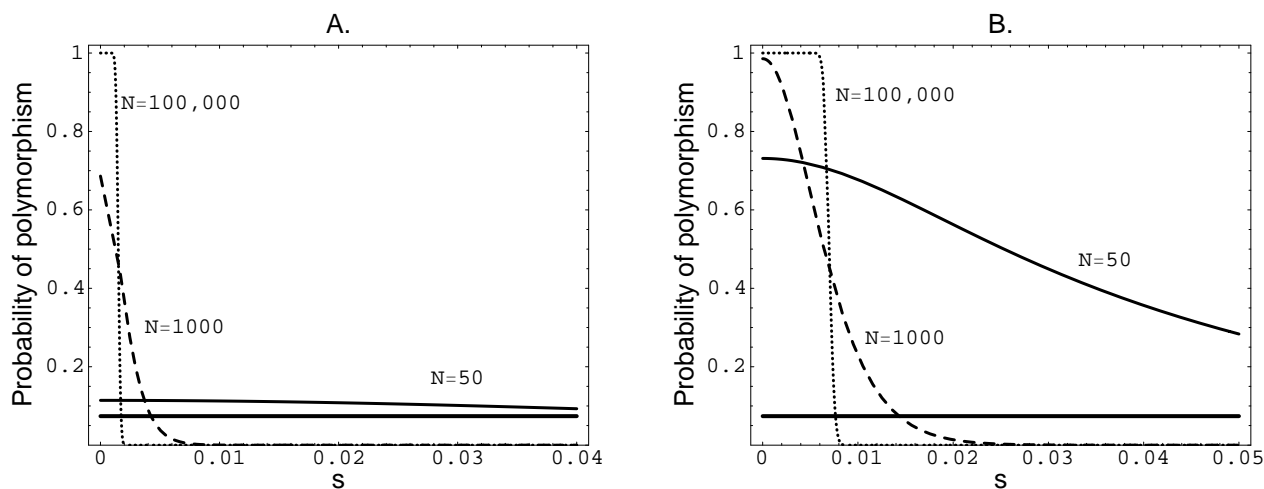 A.
Probability of polymorphism
1
0.8
0.6
0.4
0.2
N=100,000
N=1000
N=50
0 0.01 0.02 0.03 0.04
s
B.
Probability of polymorphism
1
0.8
0.6
0.4
0.2
N=100,000
N=50
N=1000
0 0.01 0.02 0.03 0.04 0.05
s